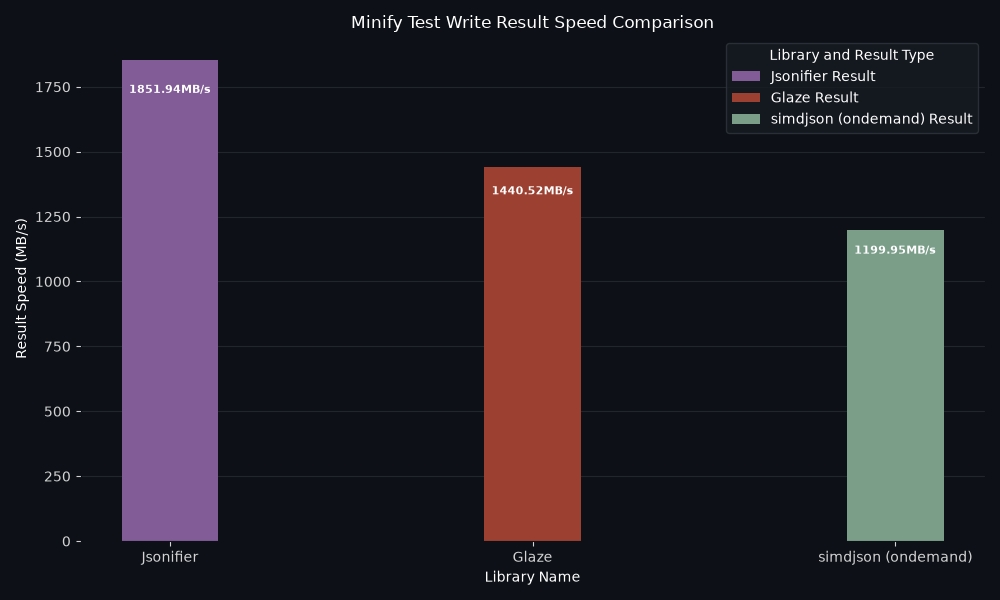 Minify Test Write Result Speed Comparison
Library and Result Type
Jsonifier Result
Glaze Result
simdjson (ondemand) Result
Result Speed (MB/s)
1750
1500
1250
1000
750
500
250
0
1851.94MB/s
1440.52MB/s
1199.95MB/s
Jsonifier
Glaze
simdjson (ondemand)
Library Name